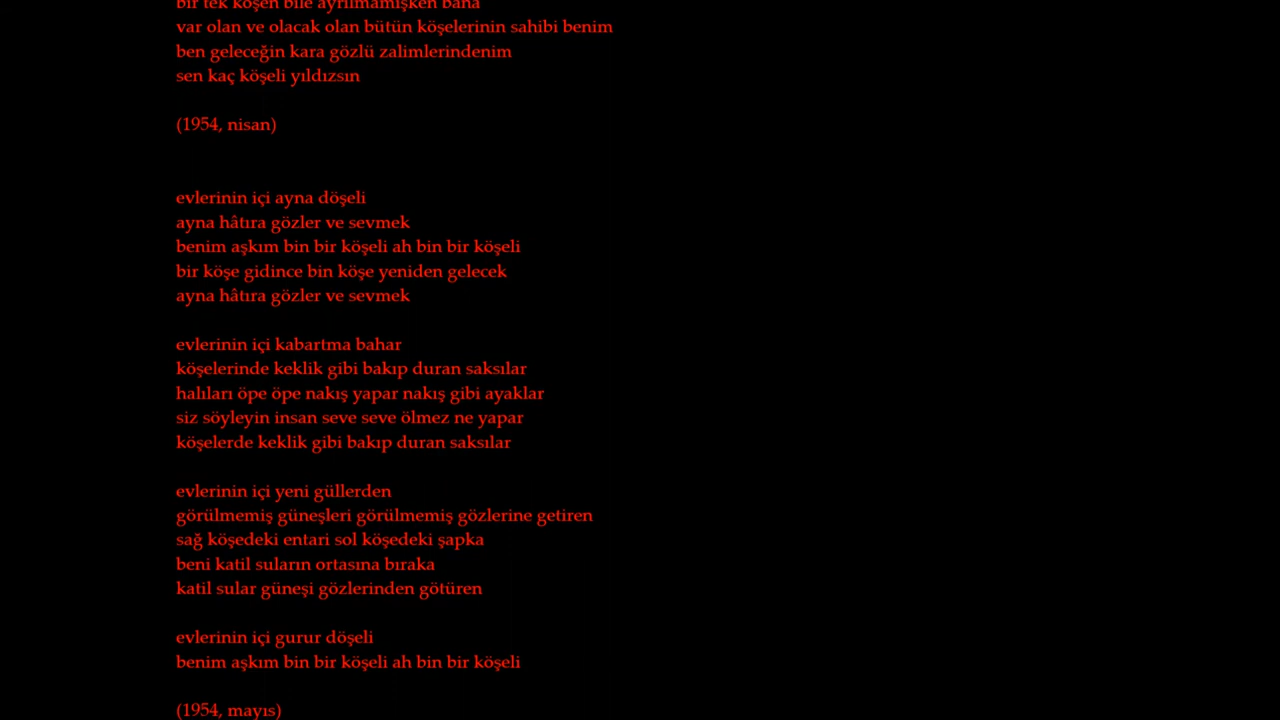 bir tek köşen bile ayrılmamışken bana
var olan ve olacak olan bütün köşelerinin sahibi benim
ben geleceğin kara gözlü zalimlerindenim
sen kaç köşeli yıldızsın
(1954, nisan)
evlerinin içi ayna döşeli
ayna hâtıra gözler ve sevmek
benim aşkım bin bir köşeli ah bin bir köşeli
bir köşe gidince bin köşe yeniden gelecek
ayna hâtıra gözler ve sevmek
evlerinin içi kabartma bahar
köşelerinde keklik gibi bakıp duran saksılar
halıları öpe öpe nakış yapar nakış gibi ayaklar
siz söyleyin insan seve seve ölmez ne yapar
köşelerde keklik gibi bakıp duran saksılar
evlerinin içi yeni güllerden
görülmemiş güneşleri görülmemiş gözlerine getiren
sağ köşedeki entari sol köşedeki şapka
beni katil suların ortasına bıraka
katil sular güneşi gözlerinden götüren
evlerinin içi gurur döşeli
benim aşkım bin bir köşeli ah bin bir köşeli
(1954, mayıs)